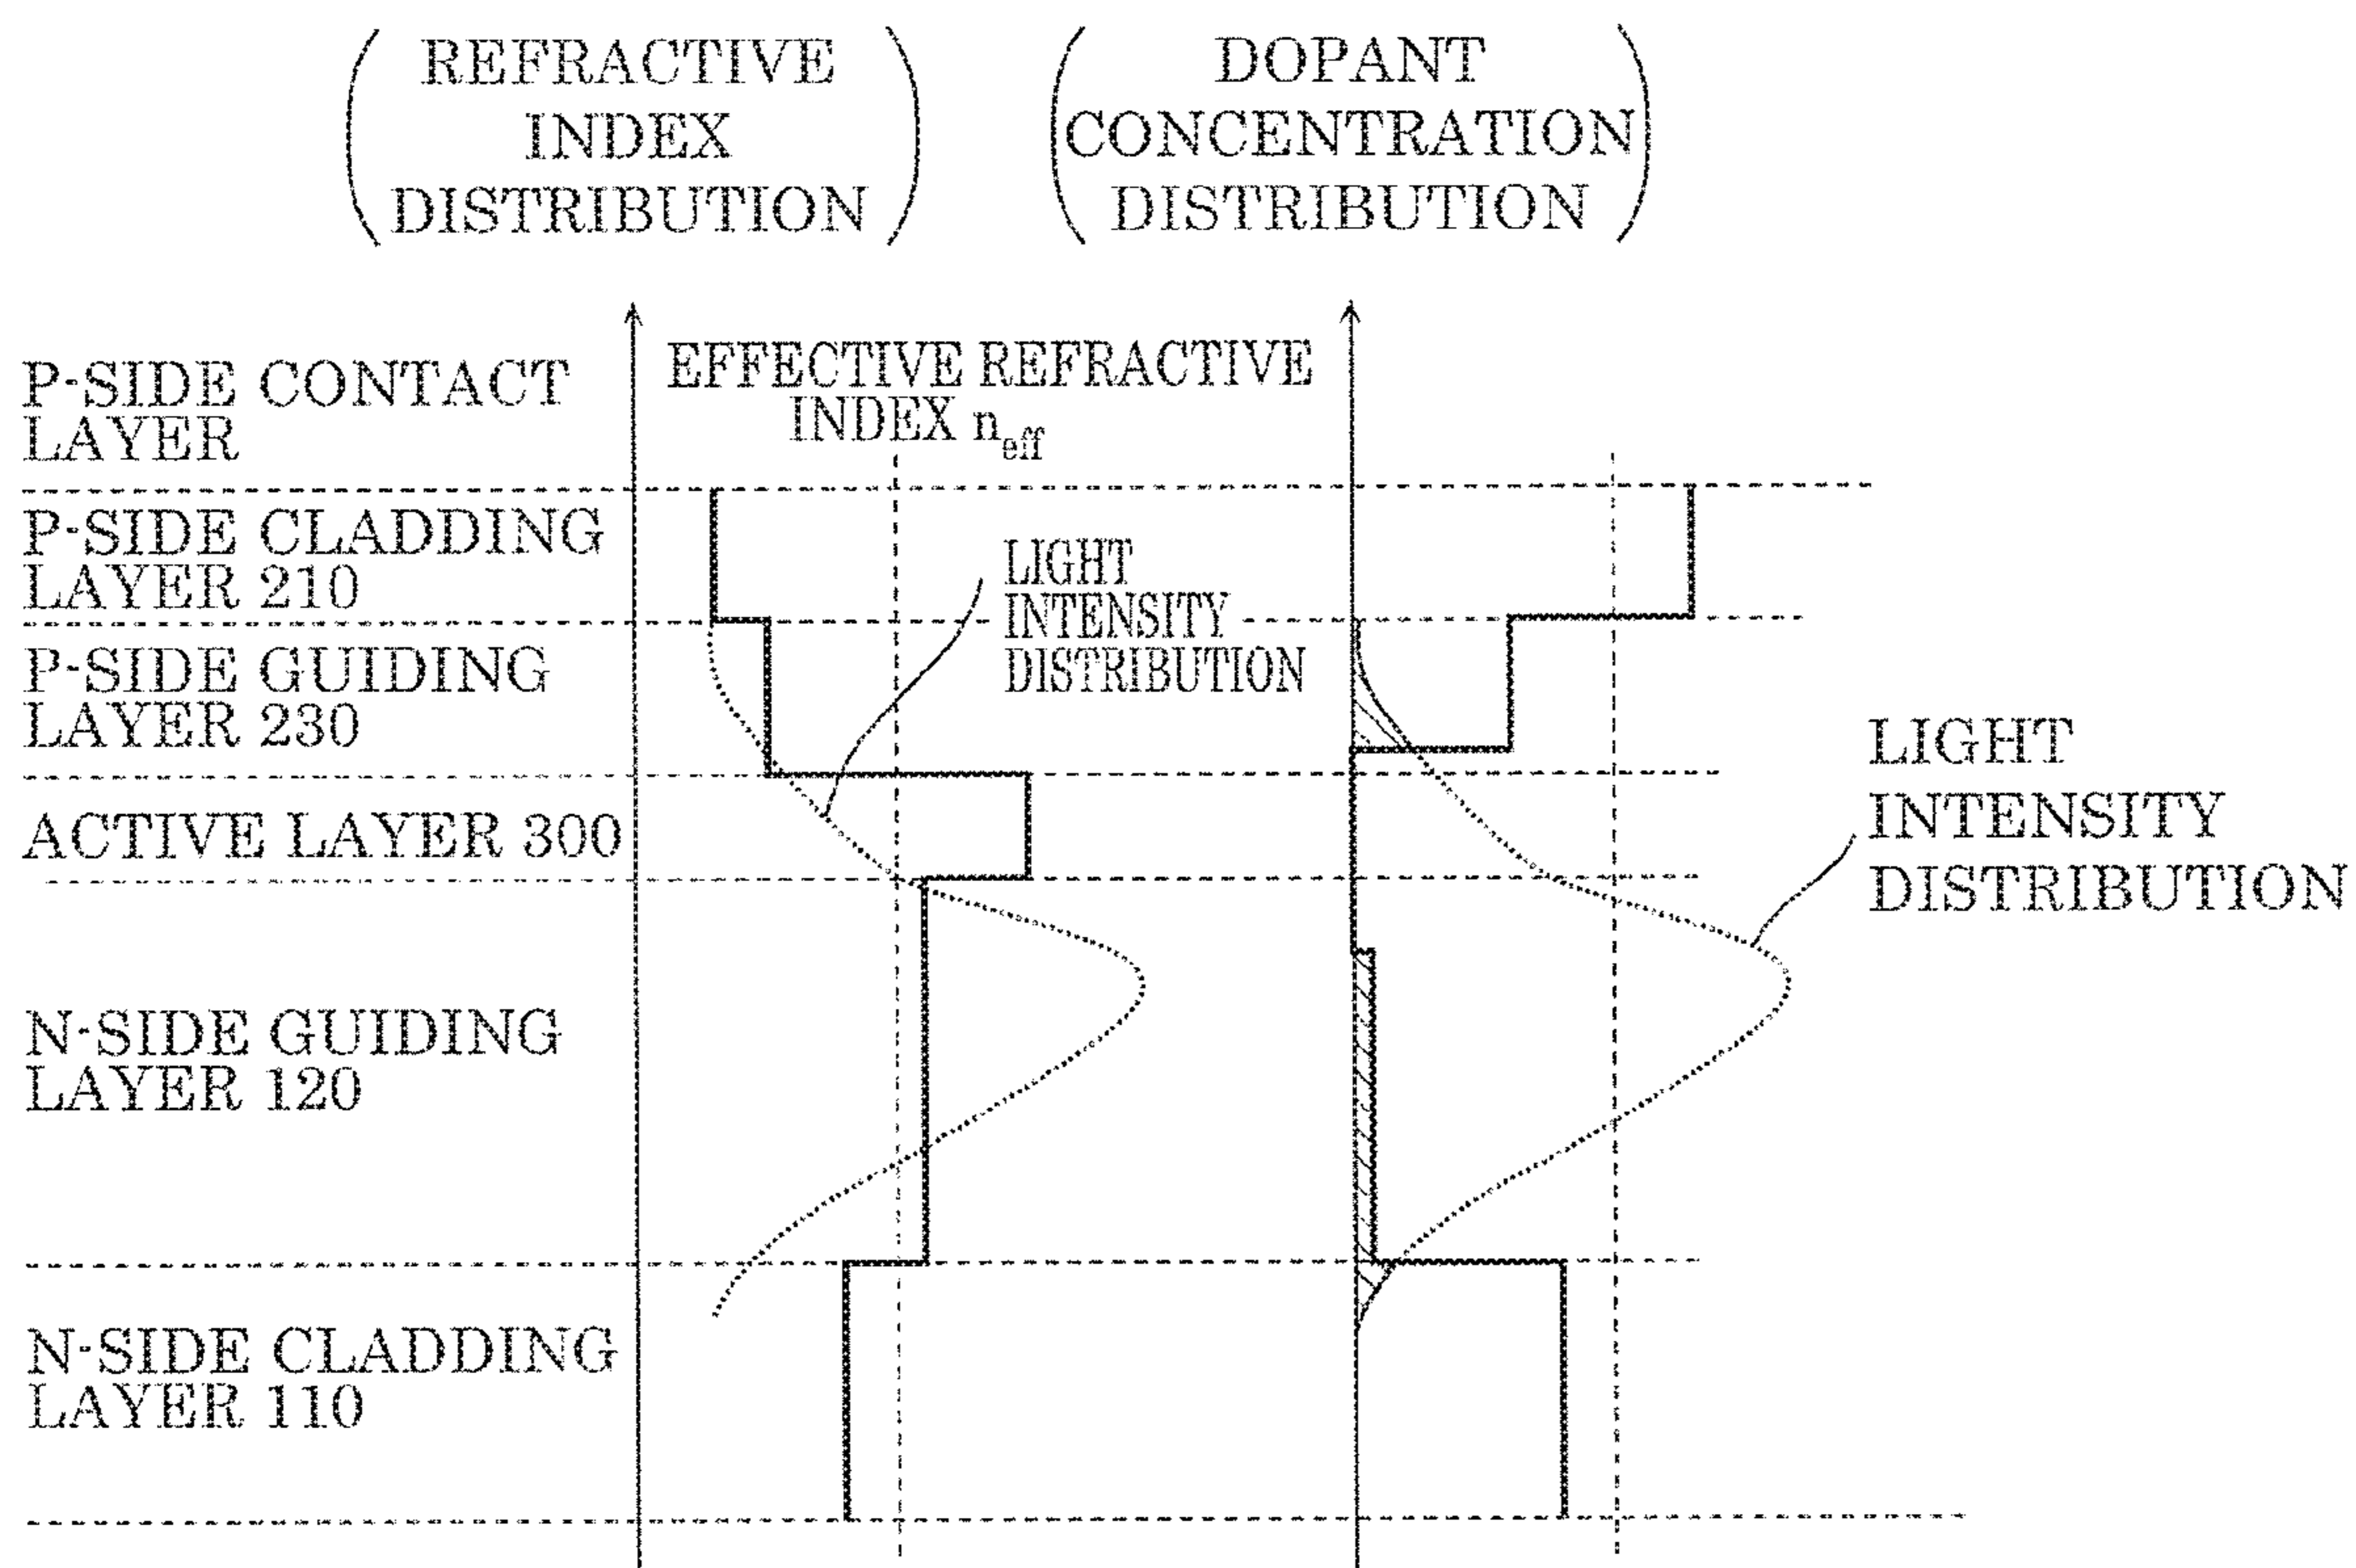 REFRACTIVE
INDEX
DISTRIBUTION
DOPANT
CONCENTRATION
DISTRIBUTION
P-SIDE CONTACT
LAYER
EFFECTIVE REFRACTIVE
INDEX neff
P-SIDE CLADDING
LAYER 210
LIGHT
INTENSITY
DISTRIBUTION
P-SIDE GUIDING
LAYER 230
LIGHT
INTENSITY
DISTRIBUTION
ACTIVE LAYER 300
N-SIDE GUIDING
LAYER 120
N-SIDE CLADDING
LAYER 110